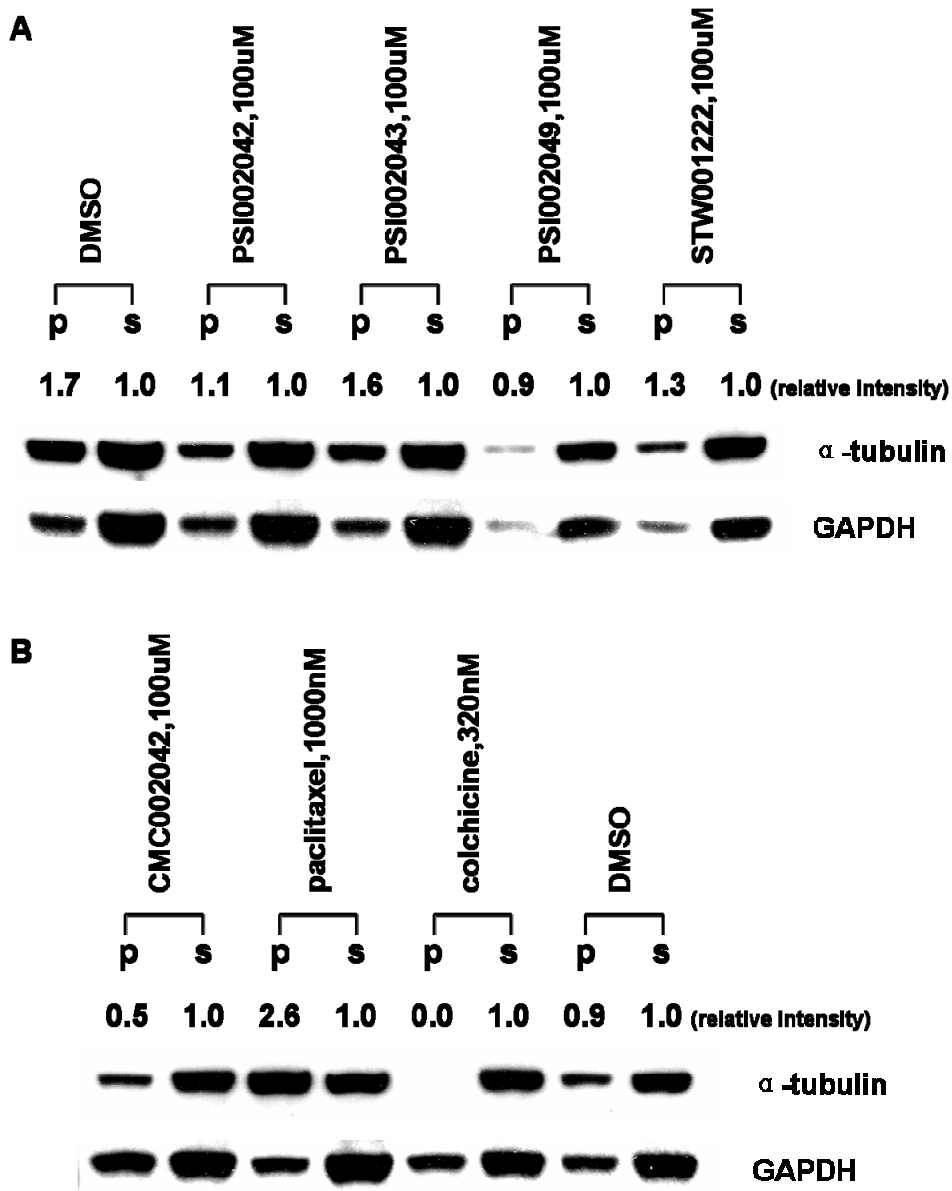 A
DMSO
PSI002042,100uM
PSI002043,100uM
PSI002049,100uM
STW001222,100uM
p s p s p s p s p s
1.7 1.0 1.1 1.0 1.6 1.0 0.9 1.0 1.3 1.0 (relative intensity)
α-tubulin
GAPDH
B
CMC002042,100uM
paclitaxel,1000nM
colchicine,320nM
DMSO
p s p s p s p s
0.5 1.0 2.6 1.0 0.0 1.0 0.9 1.0 (relative intensity)
α-tubulin
GAPDH